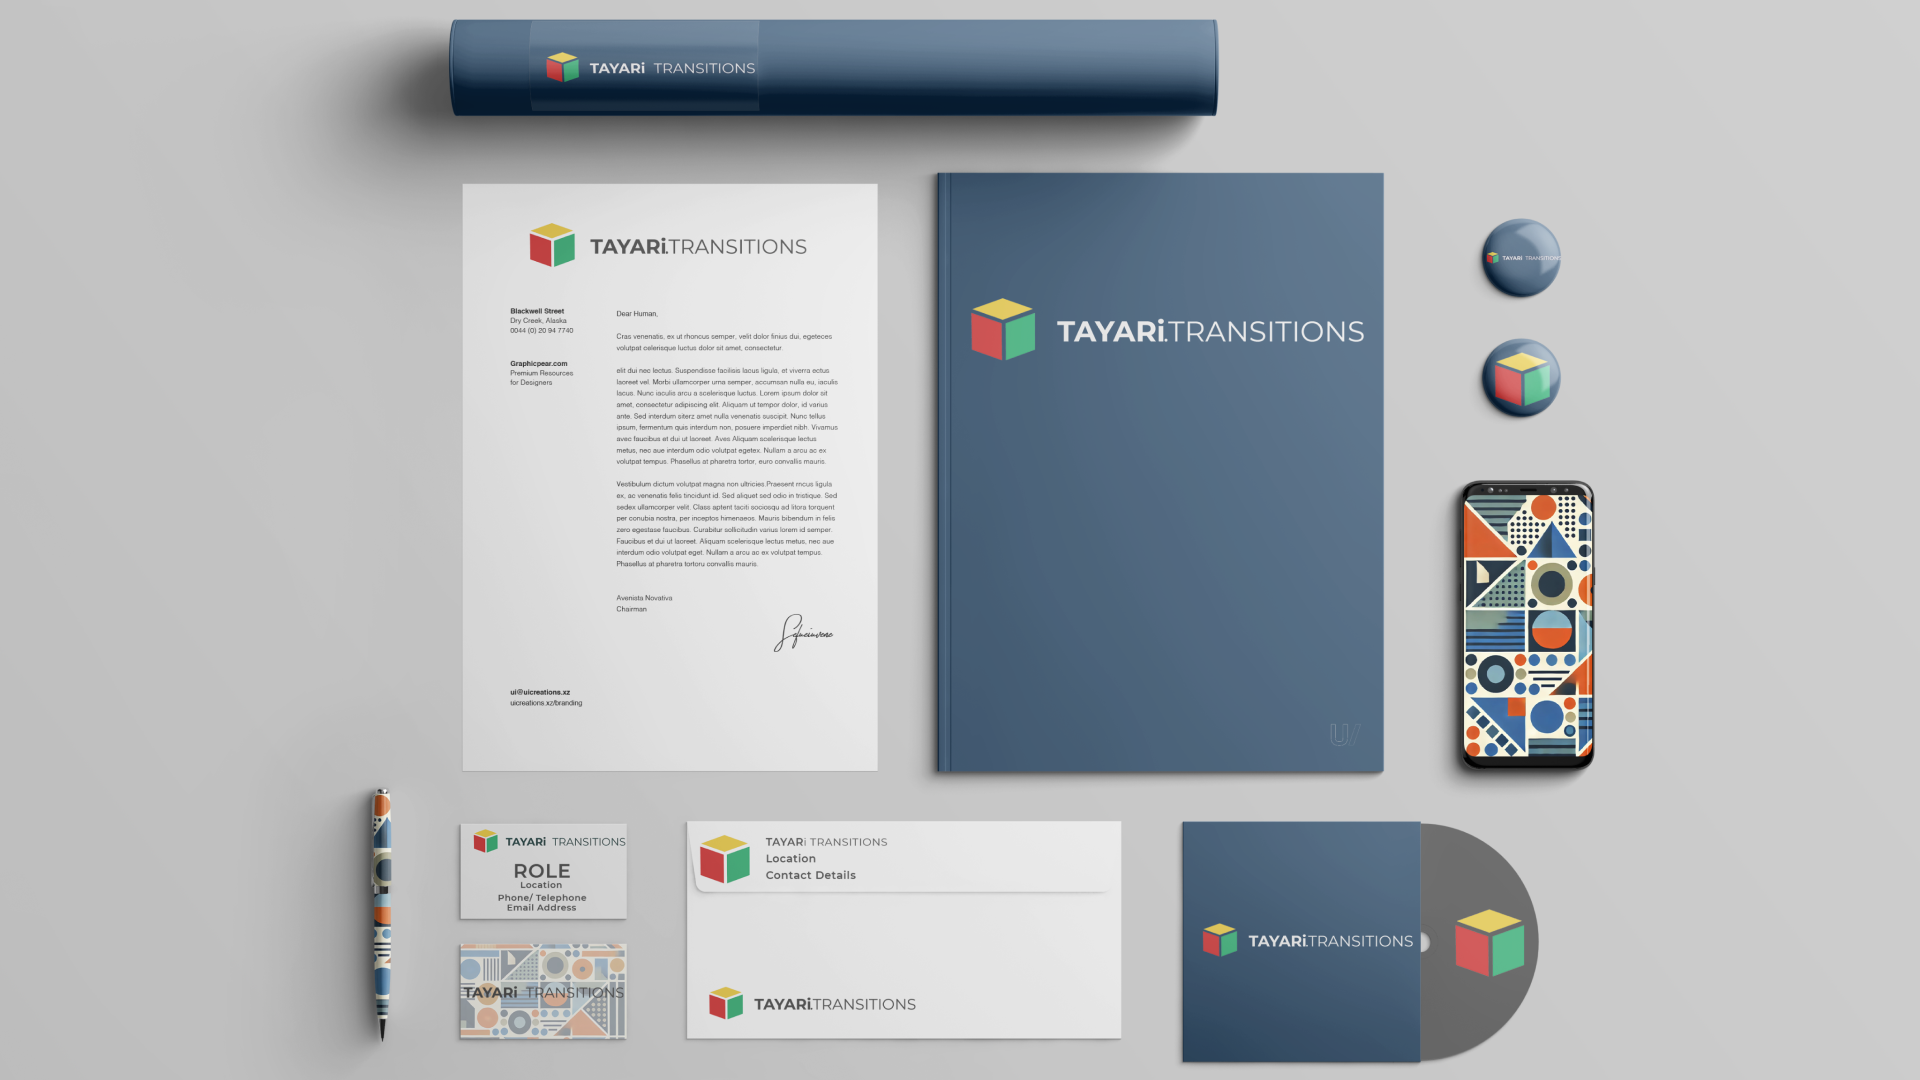 TAYARi TRANSITIONS
TAYARi.TRANSITIONS
Blackwell Street
Dry Creek, Alaska
0044 (0) 20 94 7740
Graphicpear.com
Premium Resources
for Designers
Dear Human,
Cras venenatis, ex ut rhoncus semper, velit dolor finius dui, egeteces
volutpat celerisque luctus dolor sit amet, consectetur
elit dui nec lectus. Suspendisse facilisis lacus ligula, et viverra ectus
laoreet vel. Morbi ullamcorper urna semper, accumsan nulla eu, iaculis
lacus. Nunc iaculis arcu a scelerisque luctus. Lorem ipsum dolor sit
amet, consectetur adipiscing elit. Aliquam ut tempor dolor, id varius
ante. Sed interdum siterz amet nulla venenatis suscipit. Nunc tellus
ipsum, fermentum quis interdum non, posuere imperdiet nibh. Vivamus
avec faucibus et dui ut laoreet. Aves Aliquam scelerisque lectus
metus, nec aue interdum odio volutpat egetex. Nullam a arcu ac ex
volutpat tempus. Phasellus at pharetra tortor, euro convallis mauris.
Vestibulum dictum volutpat magna non ultricies.Praesent mcus ligula
ex, ac venenatis felis tincidunt id. Sed aliquet sed odio in tristique. Sed
sedex ullamcorper velit. Class aptent taciti sociosqu ad litora torquent
per conubia nostra, per inceptos himenaeos. Mauris bibendum in felis
zero egestase faucibus. Curabitur sollicitudin varius lorem id semper.
Faucibus et dui ut laoreet. Aliquam scelerisque lectus metus, nec aue
interdum odio volutpat eget. Nullam a arcu ac ex volutpat tempus.
Phasellus at pharetra tortoru convallis mauris.
Avenista Novativa
Chairman
ui@uicreations.xz
uicreations.xz/branding
TAYARi.TRANSITIONS
U/
TAYARi TRANSITIONS
TAYARi TRANSITIONS
ROLE
Location
Phone/ Telephone
Email Address
TAYARi TRANSITIONS
TAYARi TRANSITIONS
Location
Contact Details
TAYARi.TRANSITIONS
TAYARi.TRANSITIONS